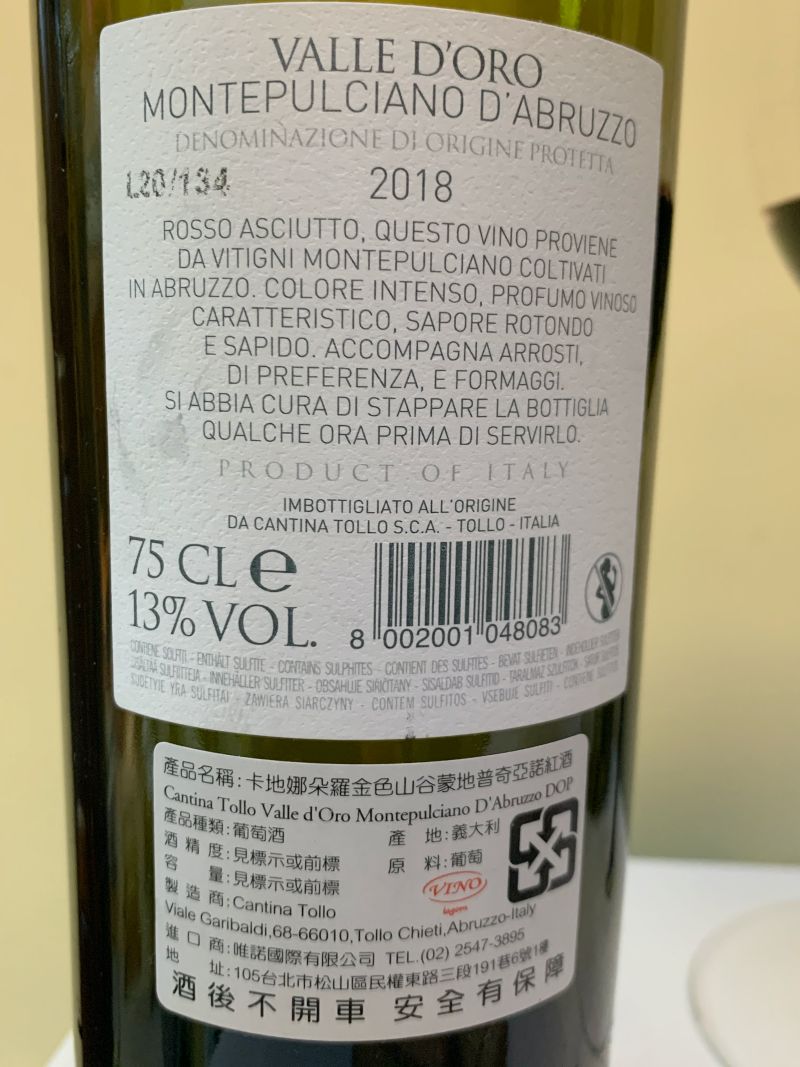 VALLE D'ORO
MONTEPULCIANO D'ABRUZZO
DENOMINAZIONE DI ORIGINE PROTETTA
L20/134
2018
ROSSO ASCIUTTO, QUESTO VINO PROVIENE
DA VITIGNI MONTEPULCIANO COLTIVATI
IN ABRUZZO. COLORE INTENSO, PROFUMO VINOSO
CARATTERISTICO, SAPORE ROTONDO
E SAPIDO. ACCOMPAGNA ARROSTI,
DI PREFERENZA, E FORMAGGI.
SI ABBIA CURA DI STAPPARE LA BOTTIGLIA
QUALCHE ORA PRIMA DI SERVIRLO.
PRODUCT OF ITALY
IMBOTTIGLIATO ALL'ORIGINE
DA CANTINA TOLLO S.C.A. - TOLLO - ITALIA
75 CL e
13% VOL.
8 002001 048083
CONTIENE SOLFITI - ENTHÄLT SULFITE - CONTAINS SULPHITES - CONTIENT DES SULFITES - BEVAT SULFIETEN - INDEHOLDER SULFITTER
SISÄLTÄÄ SULFIITTEJA - INNEHÅLLER SULFITER - OBSAHUJE SIRIČITANY - SISALDAB SULFITID - TARTALMAZ SZULFITOK
SUDETYJE YRA SULFITAI - ZAWIERA SIARCZYNY - CONTEM SULFITOS - VSEBUJE SULFITI - CONTIENE SULFITOS
產品名稱:卡地娜朵羅金色山谷蒙地普奇亞諾紅酒
Cantina Tollo Valle d'Oro Montepulciano D'Abruzzo DOP
產品種類:葡萄酒
產 地:義大利
酒精度:見標示或前標
原 料:葡萄
容 量:見標示或前標
VINO
製造商:Cantina Tollo
Viale Garibaldi,68-66010,Tollo Chieti,Abruzzo-Italy
進口商:唯諾國際有限公司 TEL.(02) 2547-3895
地 址:105台北市松山區民權東路三段191巷6號1樓
酒後不開車 安全有保障